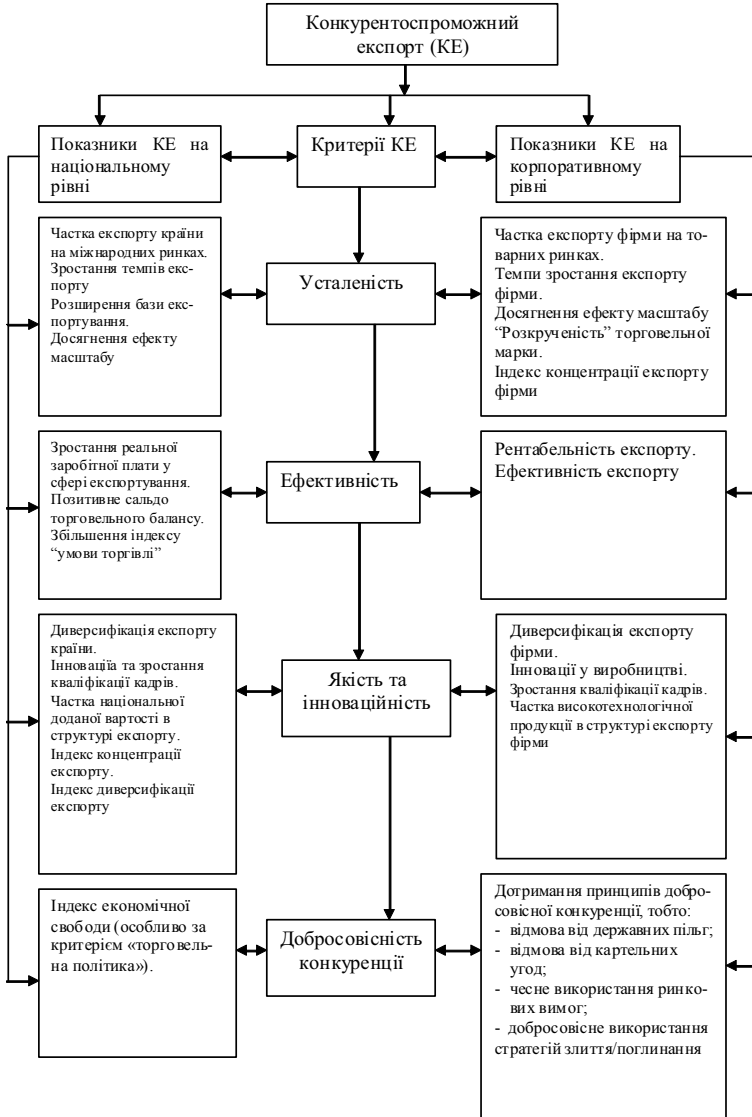 Конкурентоспроможний
експорт (КЕ)
Показники КЕ на
національному
рівні
Критерії КЕ
Показники КЕ на
корпоративному
рівні
Частка експорту країни
на міжнародних ринках.
Зростання темпів екс-
порту
Розширення бази екс-
портування.
Досягнення ефекту
масштабу
Усталеність
Частка експорту фірми на то-
варних ринках.
Темпи зростання експорту
фірми.
Досягнення ефекту масштабу
“Розкрученість” торговельної
марки.
Індекс концентрації експорту
фірми
Зростання реальної
заробітної плати у
сфері експортування.
Позитивне сальдо
торговельного балансу.
Збільшення індексу
“умови торгівлі”
Ефективність
Рентабельність експорту.
Ефективність експорту
Диверсифікація експорту
країни.
Інноваціїа та зростання
кваліфікації кадрів.
Частка національної
доданої вартості в
структурі експорту.
Індекс концентрації
експорту.
Індекс диверсифікації
експорту
Якість та
інноваційність
Диверсифікація експорту
фірми.
Інновації у виробництві.
Зростання кваліфікації кадрів.
Частка високотехнологічної
продукції в структурі експорту
фірми
Індекс економічної
свободи (особливо за
критерієм «торговель-
на політика»).
Добросовісність
конкуренції
Дотримання принципів добро-
совісної конкуренції, тобто:
- відмова від державних пільг;
- відмова від картельних
угод;
- чесне використання ринко-
вих вимог;
- добросовісне використання
стратегій злиття/поглинання